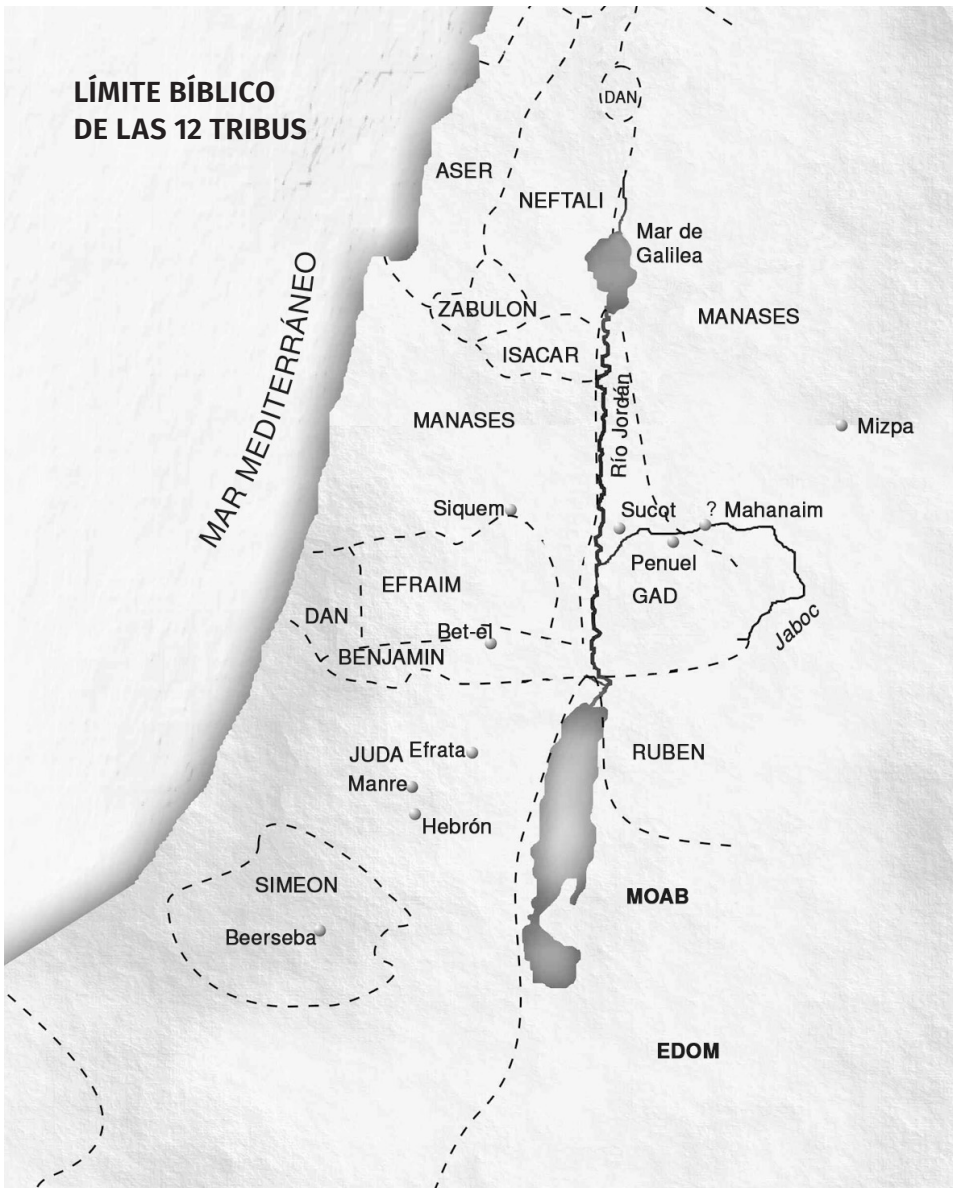 LÍMITE BÍBLICO
DE LAS 12 TRIBUS
DAN
ASER
NEFTALI
Mar de
Galilea
MAR MEDITERRÁNEO
ZABULON
MANASES
ISACAR
Río Jordán
MANASES
Mizpa
Siquem
Sucot
? Mahanaim
Penuel
EFRAIM
GAD
DAN
Jaboc
Bet-el
BENJAMIN
JUDA
Efrata
RUBEN
Manre
Hebrón
SIMEON
MOAB
Beerseba
EDOM